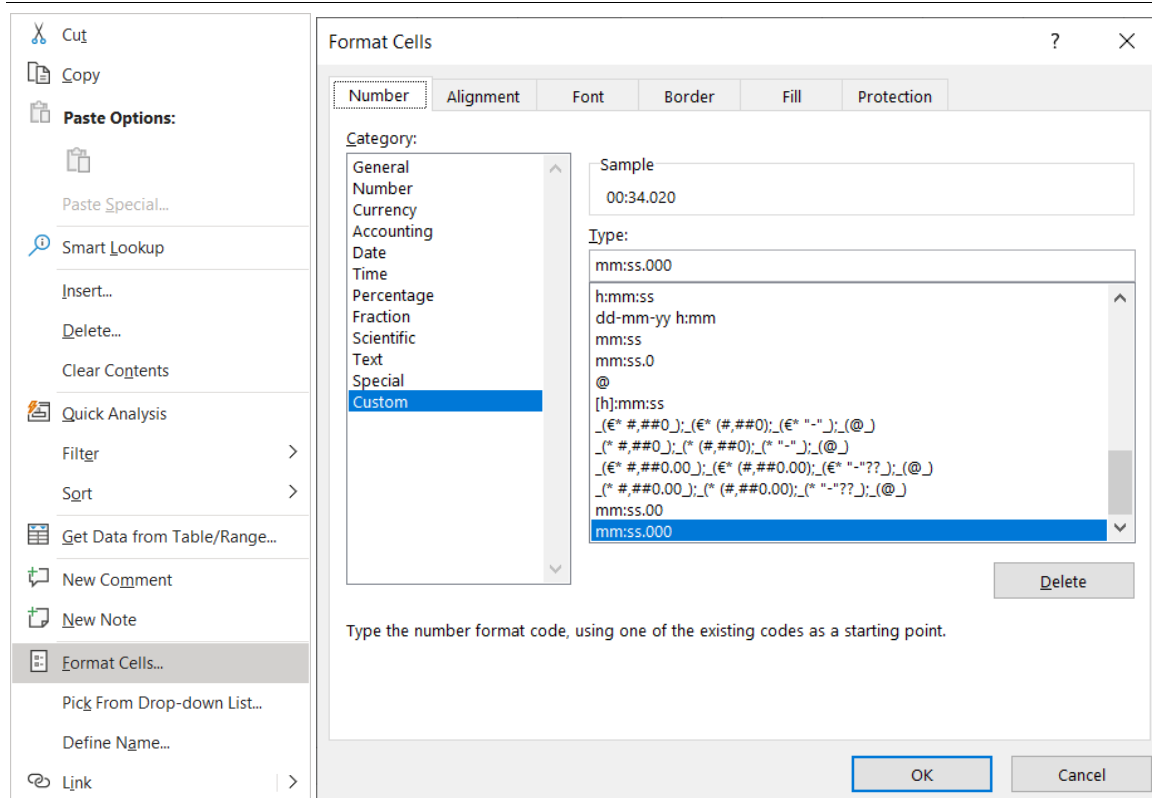 Cut
Copy
Paste Options:
Paste Special...
Smart Lookup
Insert...
Delete...
Clear Contents
Quick Analysis
Filter
Sort
Get Data from Table/Range...
New Comment
New Note
Format Cells...
Pick From Drop-down List...
Define Name...
Link
Format Cells
Number Alignment Font Border Fill Protection
Category:
General
Number
Currency
Accounting
Date
Time
Percentage
Fraction
Scientific
Text
Special
Custom
Sample
00:34.020
Type:
mm:ss.000
h:mm:ss
dd-mm-yy h:mm
mm:ss
mm:ss.0
@
[h]:mm:ss
_(€* #,##0_);_(€* (#,##0);_(€* "-"_);_(@_)
_(* #,##0_);_(* (#,##0);_(* "-"_);_(@_)
_(€* #,##0.00_);_(€* (#,##0.00);_(€* "-"??_);_(@_)
_(* #,##0.00_);_(* (#,##0.00);_(* "-"??_);_(@_)
mm:ss.00
mm:ss.000
Delete
Type the number format code, using one of the existing codes as a starting point.
OK Cancel